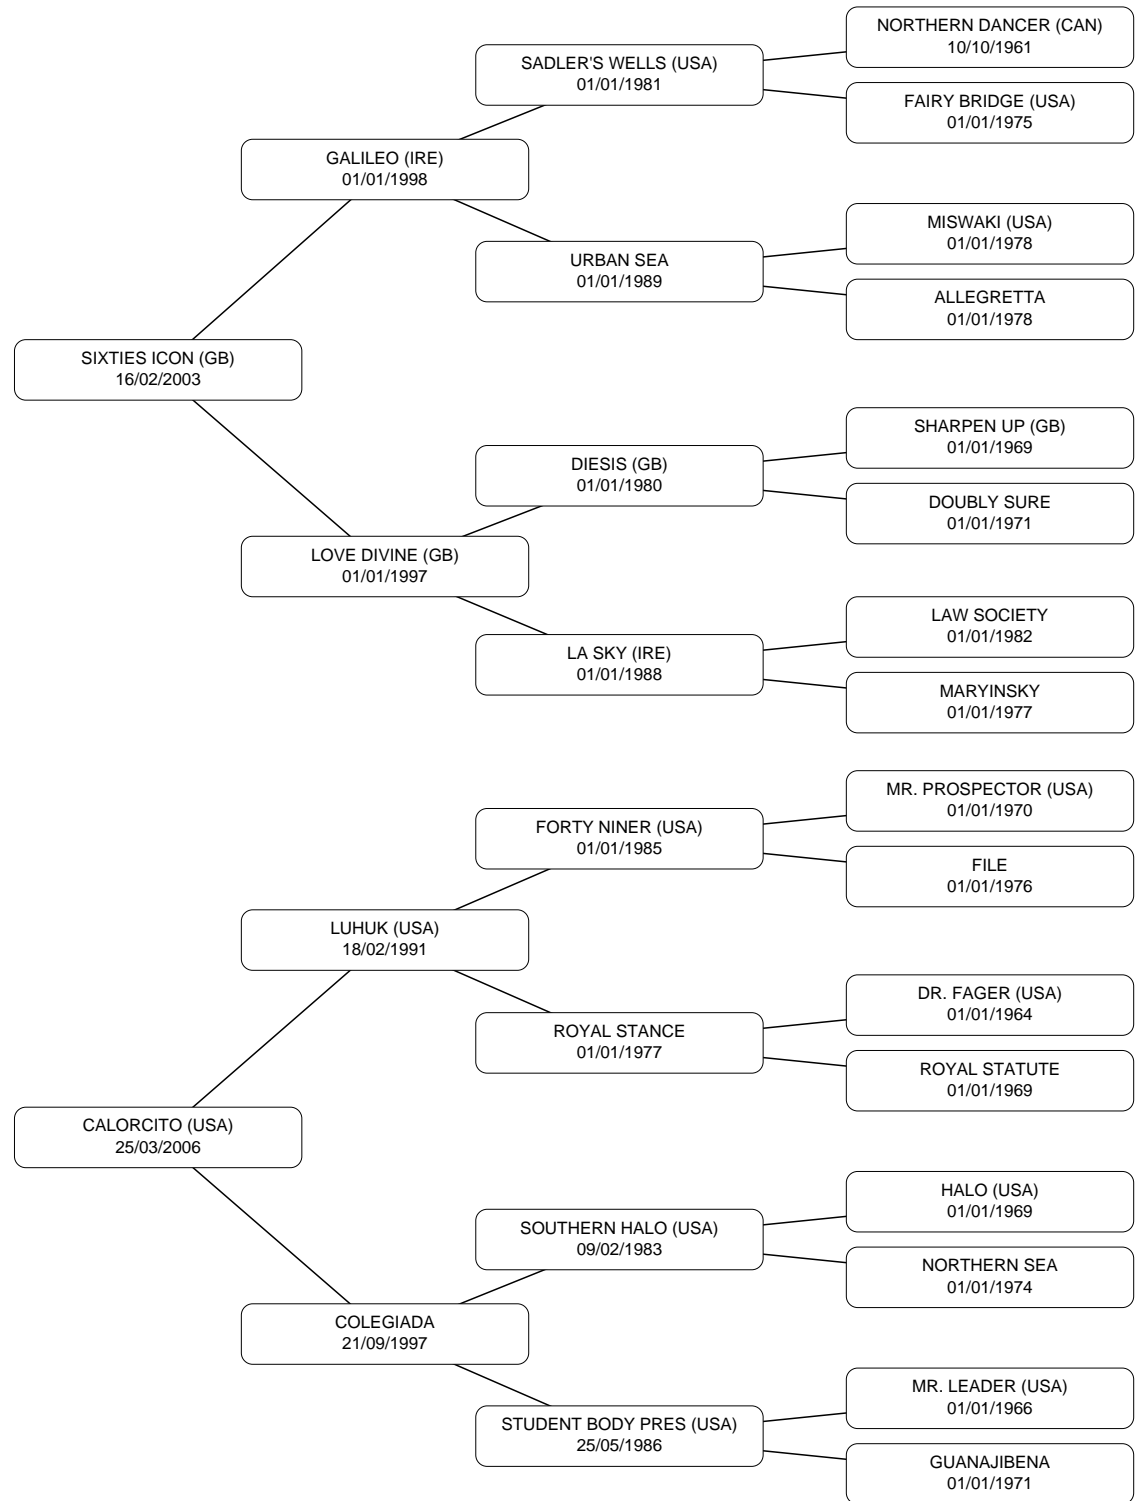 NORTHERN DANCER (CAN)
10/10/1961
SADLER'S WELLS (USA)
01/01/1981
FAIRY BRIDGE (USA)
01/01/1975
GALILEO (IRE)
01/01/1998
MISWAKI (USA)
01/01/1978
URBAN SEA
01/01/1989
ALLEGRETTA
01/01/1978
SIXTIES ICON (GB)
16/02/2003
SHARPEN UP (GB)
01/01/1969
DIESIS (GB)
01/01/1980
DOUBLY SURE
01/01/1971
LOVE DIVINE (GB)
01/01/1997
LAW SOCIETY
01/01/1982
LA SKY (IRE)
01/01/1988
MARYINSKY
01/01/1977
MR. PROSPECTOR (USA)
01/01/1970
FORTY NINER (USA)
01/01/1985
FILE
01/01/1976
LUHUK (USA)
18/02/1991
DR. FAGER (USA)
01/01/1964
ROYAL STANCE
01/01/1977
ROYAL STATUTE
01/01/1969
CALORCITO (USA)
25/03/2006
HALO (USA)
01/01/1969
SOUTHERN HALO (USA)
09/02/1983
NORTHERN SEA
01/01/1974
COLEGIADA
21/09/1997
MR. LEADER (USA)
01/01/1966
STUDENT BODY PRES (USA)
25/05/1986
GUANAJIBENA
01/01/1971